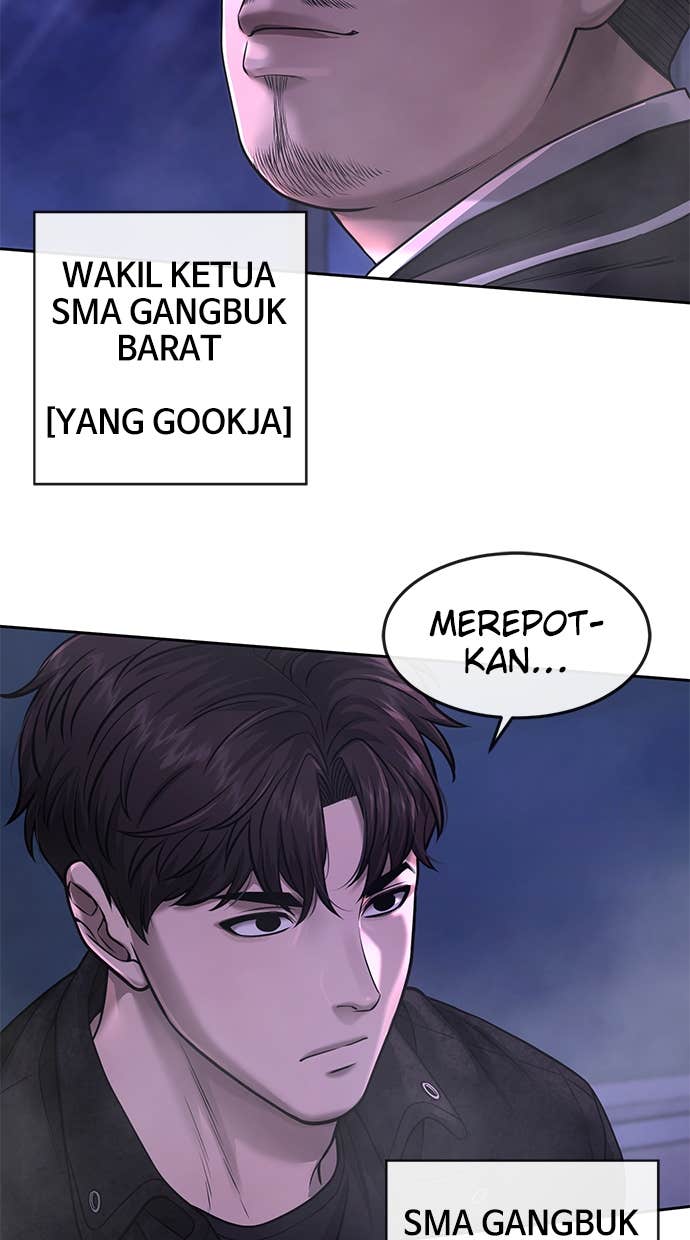 WAKIL KETUA
SMA GANGBUK
BARAT
[YANG GOOKJA]
MEREPOT-
KAN...
SMA GANGBUK